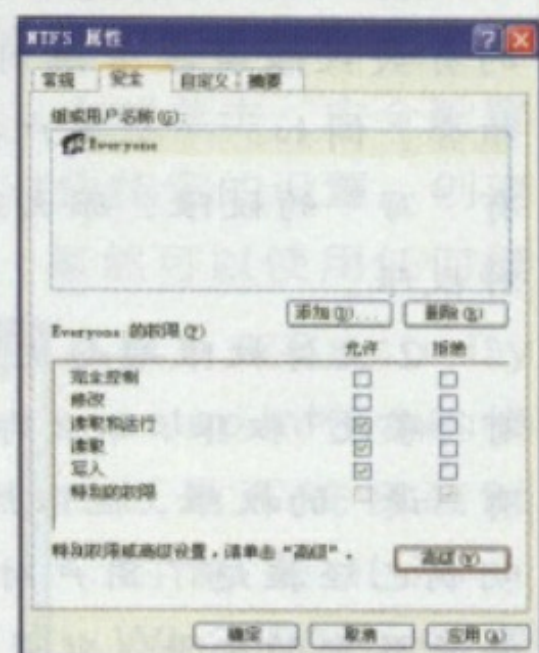 NTFS 属性
常规 安全 自定义 摘要
组或用户名称(G):
Everyone
添加(D)... 删除(R)
Everyone 的权限(P) 允许 拒绝
完全控制
修改
读取和运行
读取
写入
特别的权限
特别权限或高级设置，请单击“高级”。 高级(V)
确定 取消 应用(A)